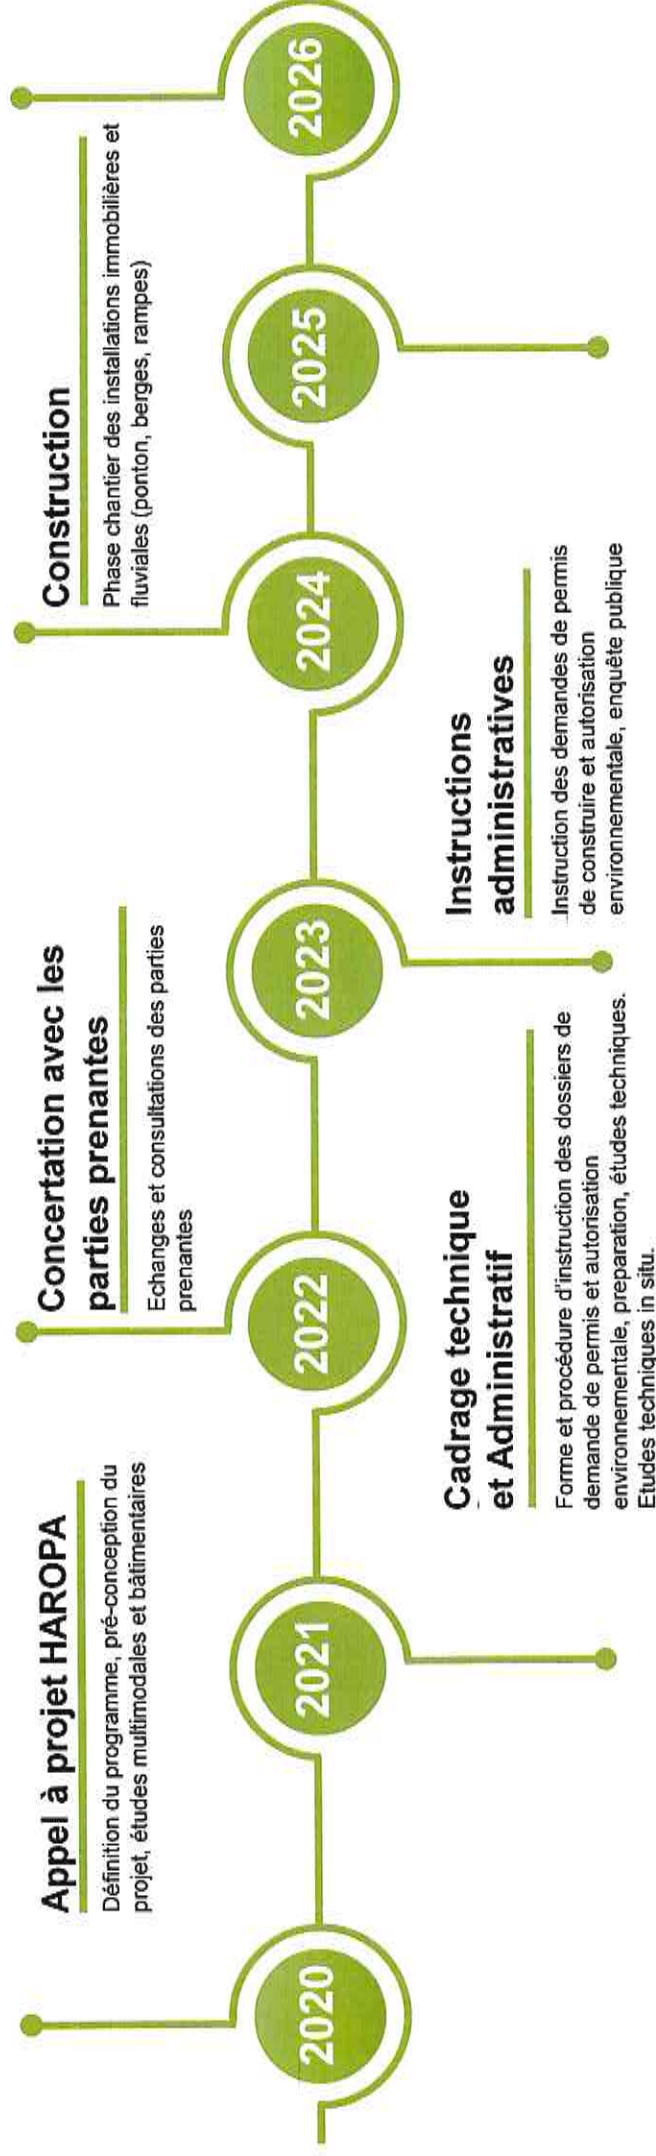 2020
2021
2022
2023
2024
2025
2026
Appel à projet HAROPA
Définition du programme, pré-conception du
projet, études multimodales et bâtimentaires
Cadrage technique
et Administratif
Forme et procédure d'instruction des dossiers de
demande de permis et autorisation
environnementale, preparation, études techniques.
Etudes techniques in situ.
Concertation avec les
parties prenantes
Echanges et consultations des parties
prenantes
Instructions
administratives
Instruction des demandes de permis
de construire et autorisation
environnementale, enquête publique
Construction
Phase chantier des installations immobilières et
fluviales (ponton, berges, rampes)